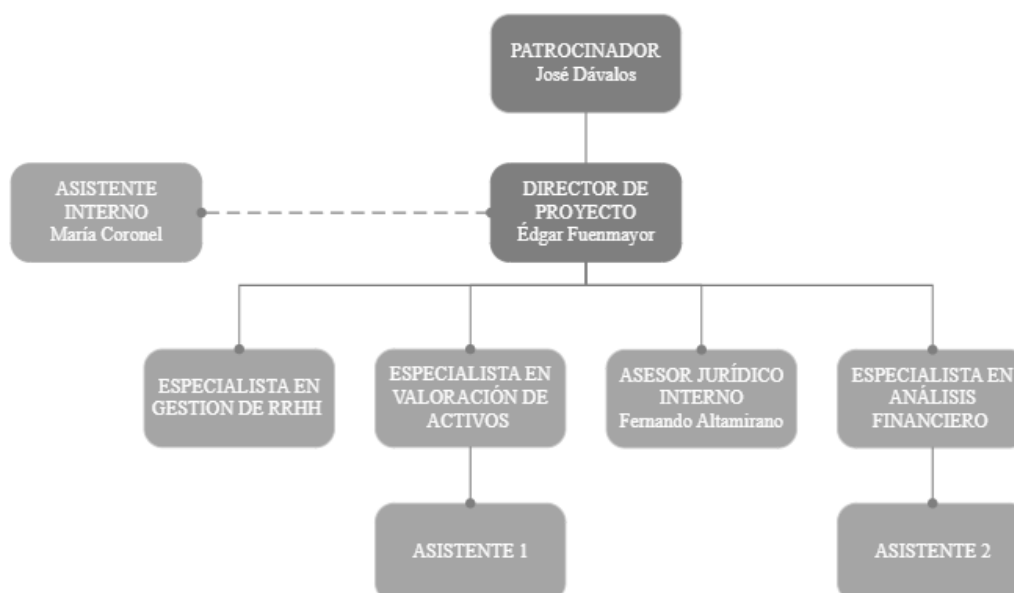 PATROCINADOR
José Dávalos
ASISTENTE
INTERNO
María Coronel
DIRECTOR DE
PROYECTO
Édgar Fuenmayor
ESPECIALISTA EN
GESTION DE RRHH
ESPECIALISTA EN
VALORACIÓN DE
ACTIVOS
ASESOR JURÍDICO
INTERNO
Fernando Altamirano
ESPECIALISTA EN
ANÁLISIS
FINANCIERO
ASISTENTE 1
ASISTENTE 2